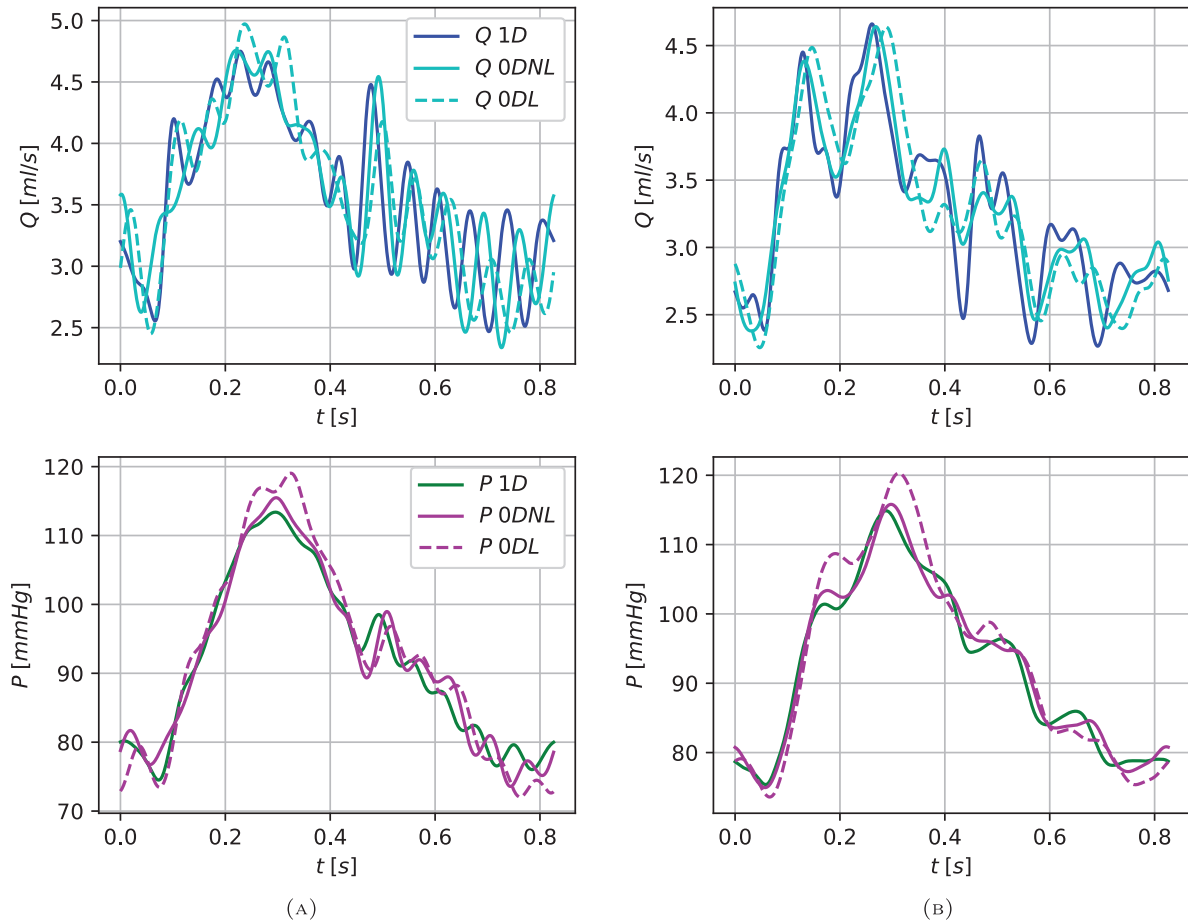 5.0
4.5
4.0
3.5
3.0
2.5
Q [ml/s]
Q 1D
Q 0DNL
Q 0DL
0.0 0.2 0.4 0.6 0.8
t [s]
4.5
4.0
3.5
3.0
2.5
Q [ml/s]
0.0 0.2 0.4 0.6 0.8
t [s]
120
110
100
90
80
70
P [mmHg]
P 1D
P 0DNL
P 0DL
0.0 0.2 0.4 0.6 0.8
t [s]
(A)
120
110
100
90
80
P [mmHg]
0.0 0.2 0.4 0.6 0.8
t [s]
(B)